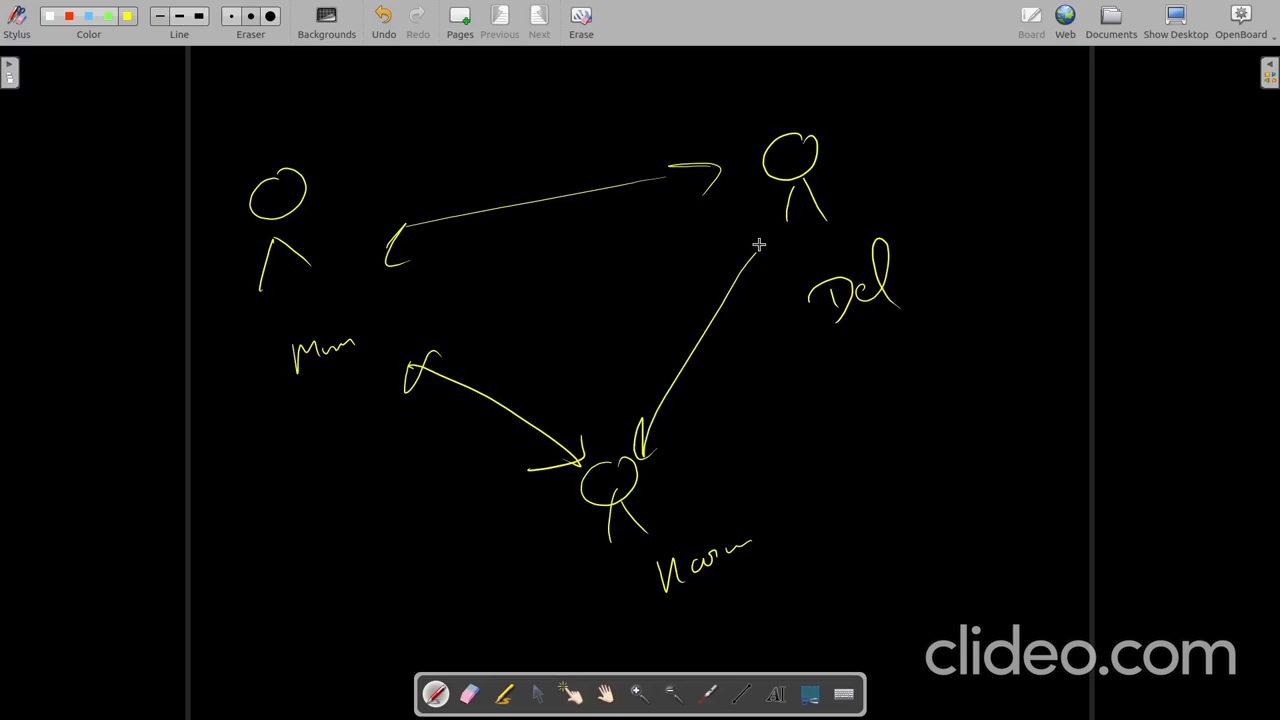 Stylus
Color
Line
Eraser
Backgrounds
Undo
Redo
Pages
Previous
Next
Erase
Board
Web
Documents
Show Desktop
OpenBoard
Del
clideo.com
AI